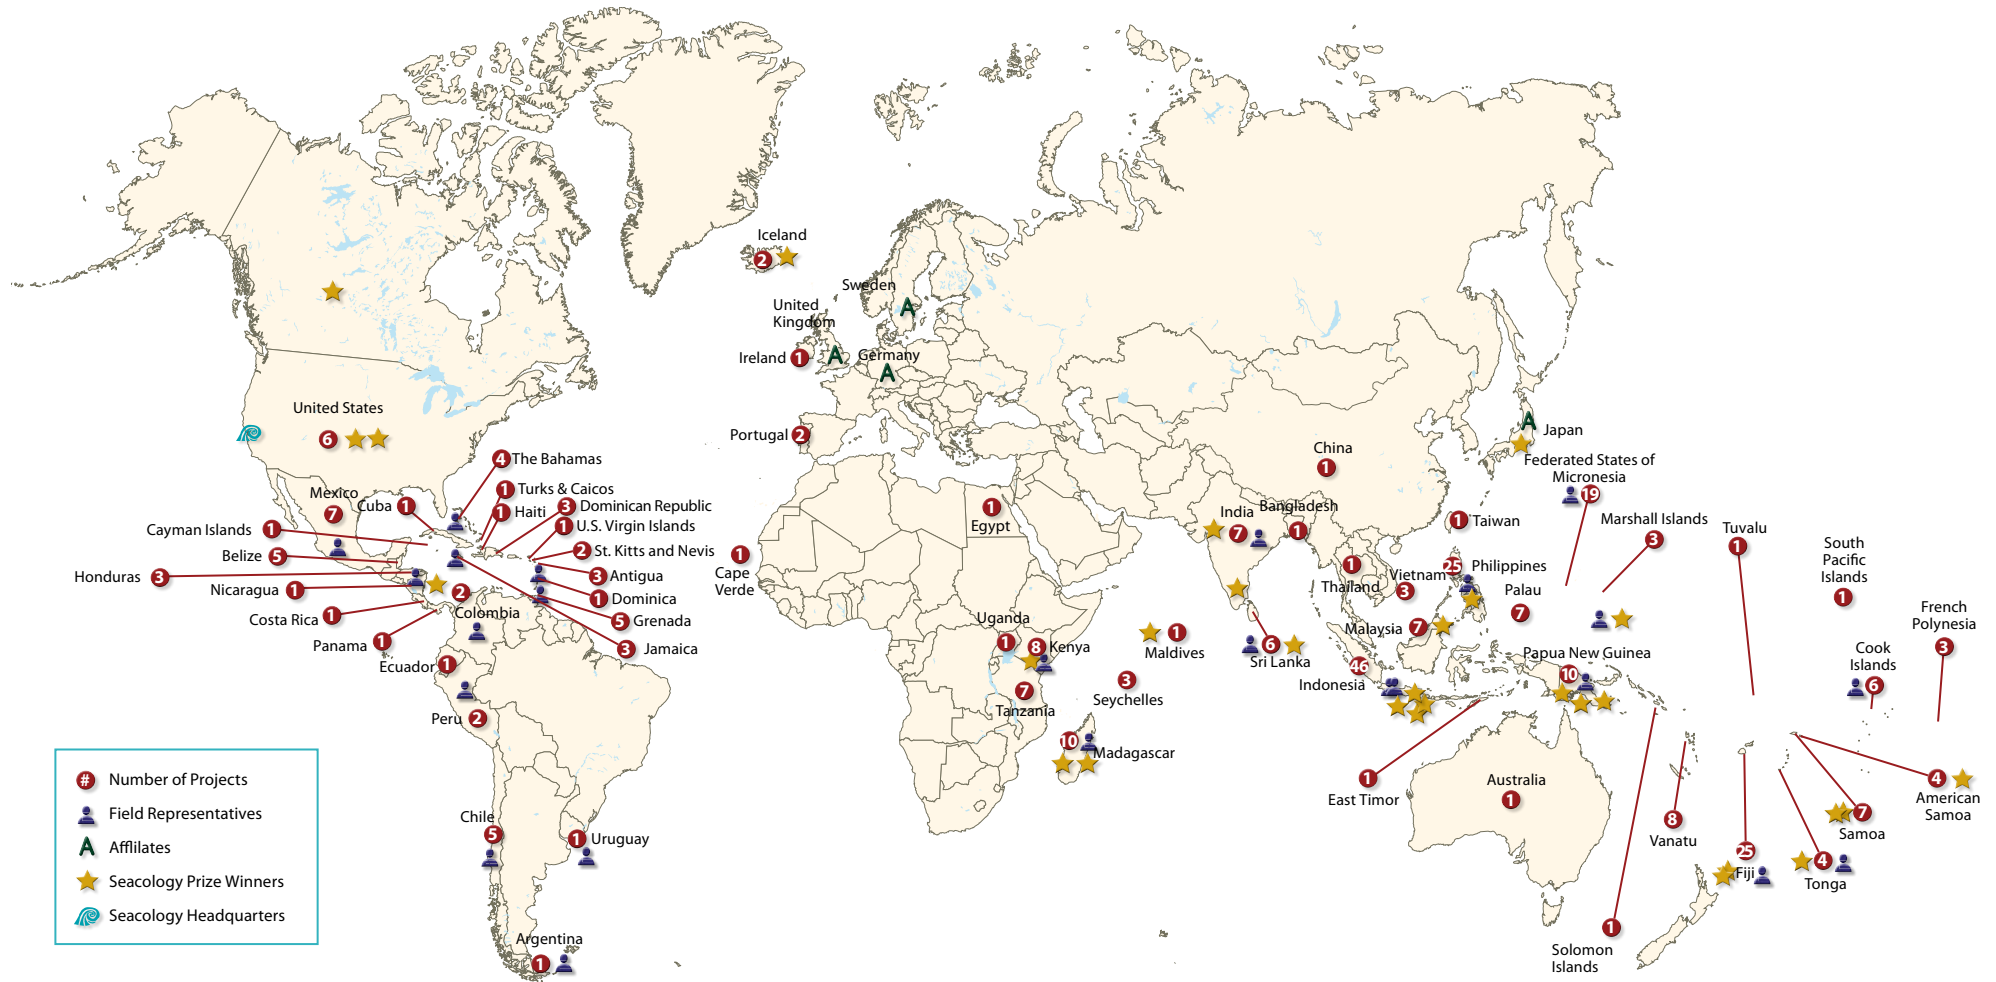 Iceland
2
Sweden
United
Kingdom
A
Ireland
1
A
Germany
A
United States
6
Portugal
2
China
1
A
Japan
Federated States of
Micronesia
19
4
The Bahamas
1
Turks & Caicos
Mexico
7
Cuba
1
1
Haiti
3
Dominican Republic
1
U.S. Virgin Islands
Cayman Islands
1
Belize
5
2
St. Kitts and Nevis
Honduras
3
3
Antigua
Nicaragua
1
2
Colombia
1
Dominica
Costa Rica
1
5
Grenada
Panama
1
3
Jamaica
Ecuador
1
Peru
2
1
Cape
Verde
1
Egypt
India
7
Bangladesh
1
1
Taiwan
Marshall Islands
3
Tuvalu
1
South
Pacific
Islands
1
1
Thailand
Vietnam
3
25
Philippines
Palau
7
French
Polynesia
3
Uganda
1
8
Kenya
1
Maldives
6
Sri Lanka
Malaysia
7
46
Indonesia
Papua New Guinea
10
Cook
Islands
6
7
Tanzania
3
Seychelles
10
Madagascar
1
East Timor
Australia
1
8
Vanatu
4
American
Samoa
7
Samoa
25
Fiji
4
Tonga
1
Solomon
Islands
Chile
5
1
Uruguay
Argentina
1
# Number of Projects
Field Representatives
A Afflilates
Seacology Prize Winners
Seacology Headquarters